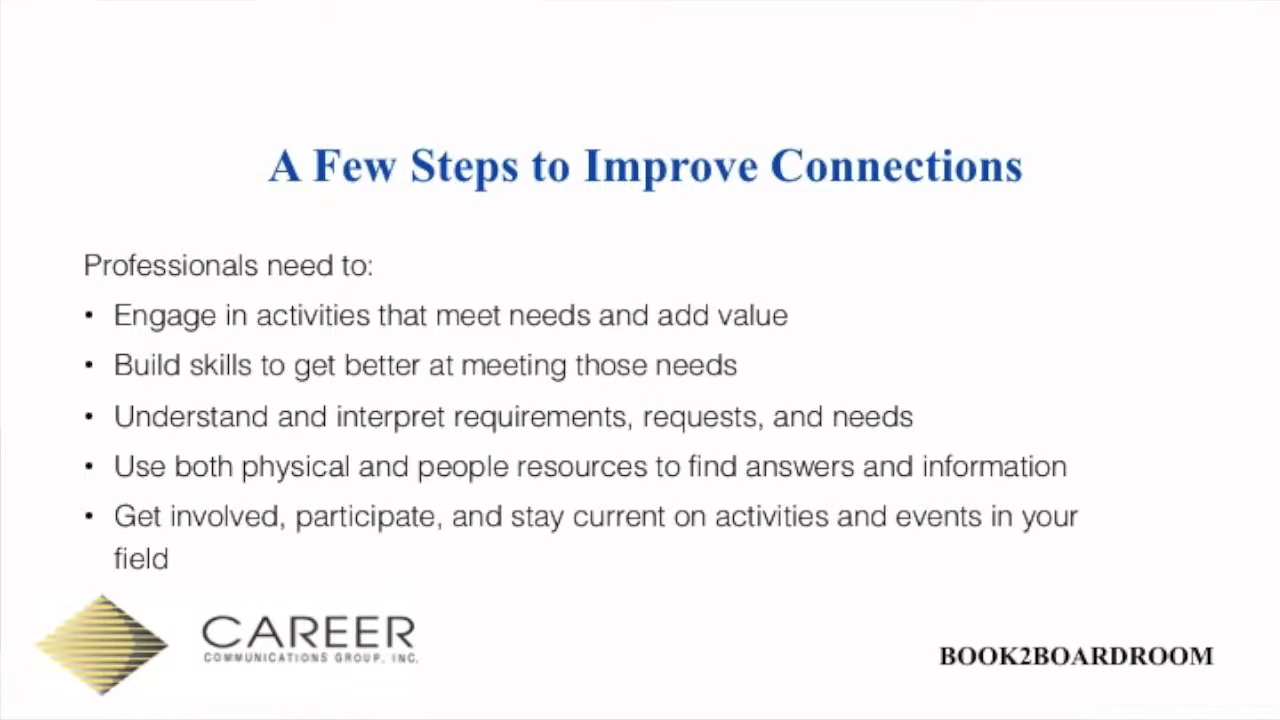 A Few Steps to Improve Connections
Professionals need to:
• Engage in activities that meet needs and add value
• Build skills to get better at meeting those needs
• Understand and interpret requirements, requests, and needs
• Use both physical and people resources to find answers and information
• Get involved, participate, and stay current on activities and events in your
field
CAREER
COMMUNICATIONS GROUP, INC.
BOOK2BOARDROOM